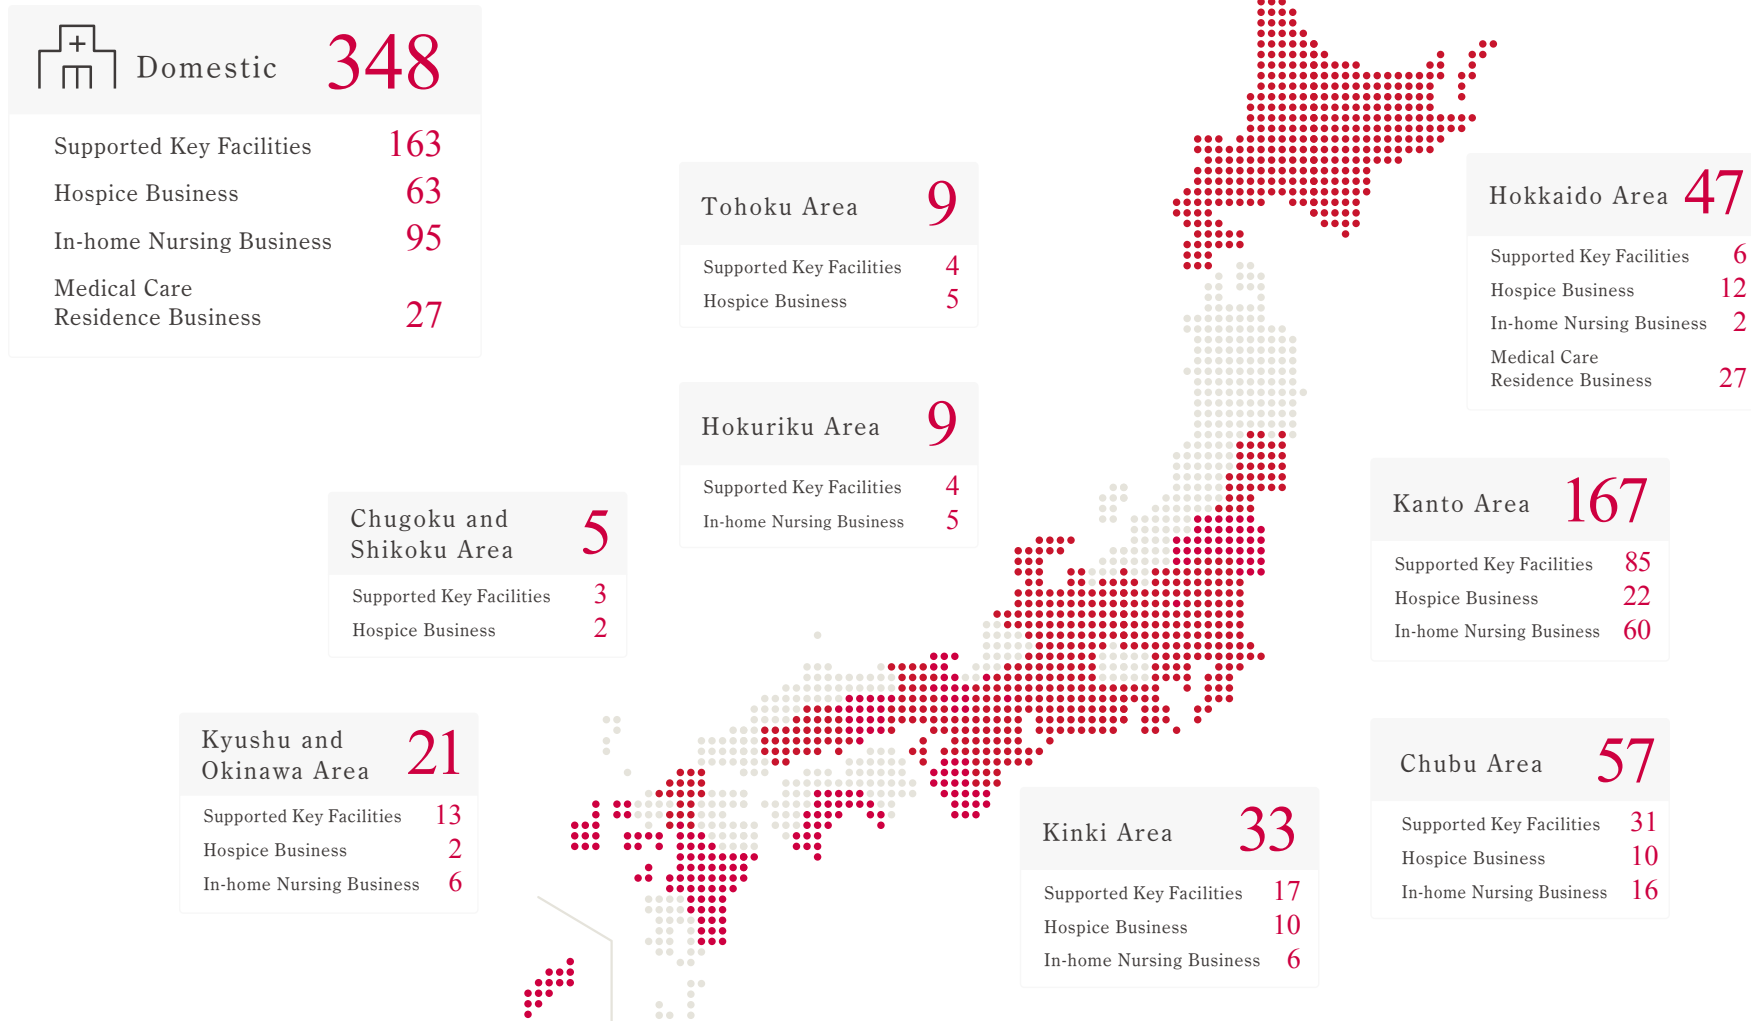 Domestic 348
Supported Key Facilities 163
Hospice Business 63
In-home Nursing Business 95
Medical Care
Residence Business 27
Tohoku Area 9
Supported Key Facilities 4
Hospice Business 5
Hokkaido Area 47
Supported Key Facilities 6
Hospice Business 12
In-home Nursing Business 2
Medical Care
Residence Business 27
Hokuriku Area 9
Supported Key Facilities 4
In-home Nursing Business 5
Kanto Area 167
Supported Key Facilities 85
Hospice Business 22
In-home Nursing Business 60
Chugoku and
Shikoku Area 5
Supported Key Facilities 3
Hospice Business 2
Kyushu and
Okinawa Area 21
Supported Key Facilities 13
Hospice Business 2
In-home Nursing Business 6
Chubu Area 57
Supported Key Facilities 31
Hospice Business 10
In-home Nursing Business 16
Kinki Area 33
Supported Key Facilities 17
Hospice Business 10
In-home Nursing Business 6